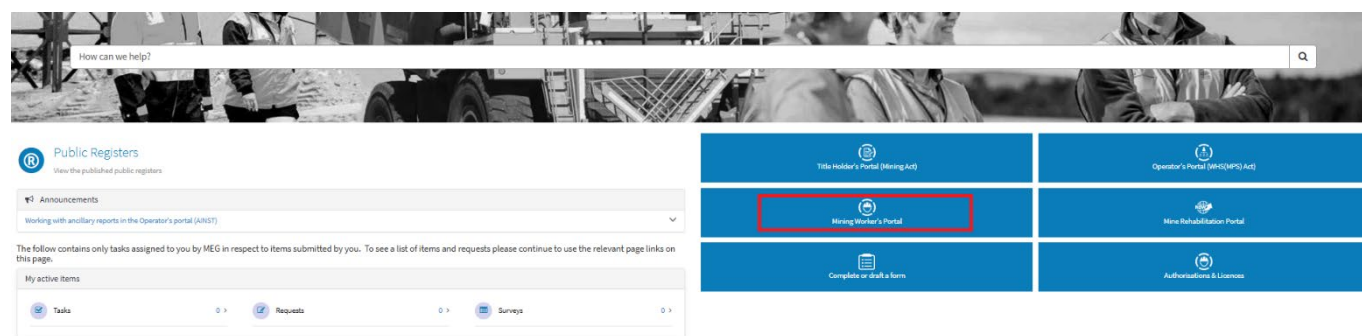 How can we help?
Public Registers
View the published public registers
Announcements
Working with ancillary reports in the Operator's portal (AINST)
The follow contains only tasks assigned to you by MEG in respect to items submitted by you. To see a list of items and requests please continue to use the relevant page links on
this page.
My active items
Tasks 0 >
Requests 0 >
Surveys 0 >
Title Holder's Portal (Mining Act)
Operator's Portal (WHS(MPS) Act)
Mining Worker's Portal
Mine Rehabilitation Portal
Complete or draft a form
Authorisations & Licences